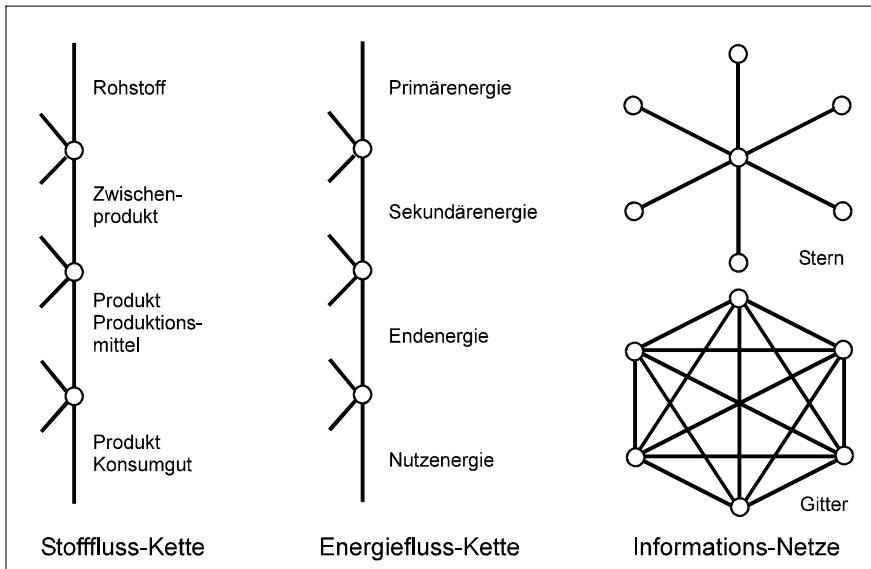 Rohstoff
Zwischen-
produkt
Produkt
Produktions-
mittel
Produkt
Konsumgut
Stofffluss-Kette
Primärenergie
Sekundärenergie
Endenergie
Nutzenergie
Energiefluss-Kette
Stern
Gitter
Informations-Netze